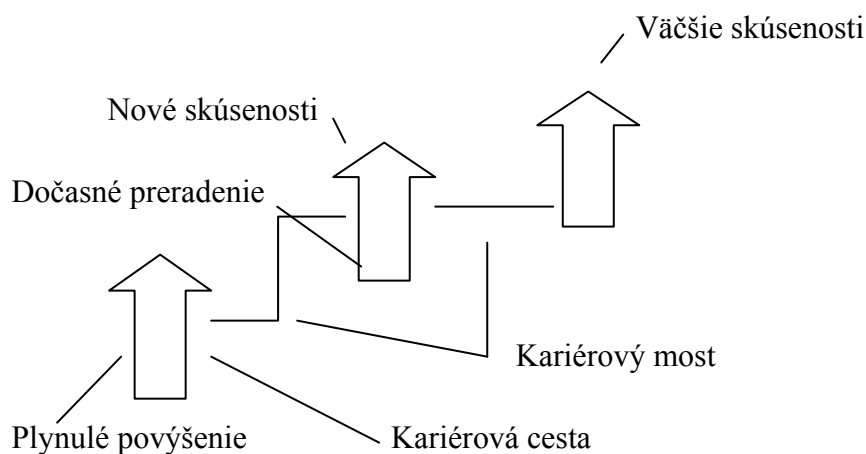 Väčšie skúsenosti
Nové skúsenosti
Dočasné preradenie
Kariérový most
Plynulé povýšenie
Kariérová cesta